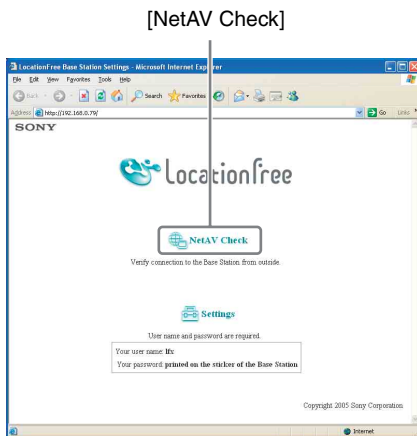 [NetAV Check]
LocationFree Base Station Settings - Microsoft Internet Explorer
File Edit View Favorites Tools Help
Back Search Favorites
Address http://192.168.0.79/ Go Links
SONY
LocationFree
NetAV Check
Verify connection to the Base Station from outside.
Settings
User name and password are required.
Your user name: lfx
Your password: printed on the sticker of the Base Station
Copyright 2005 Sony Corporation
Internet